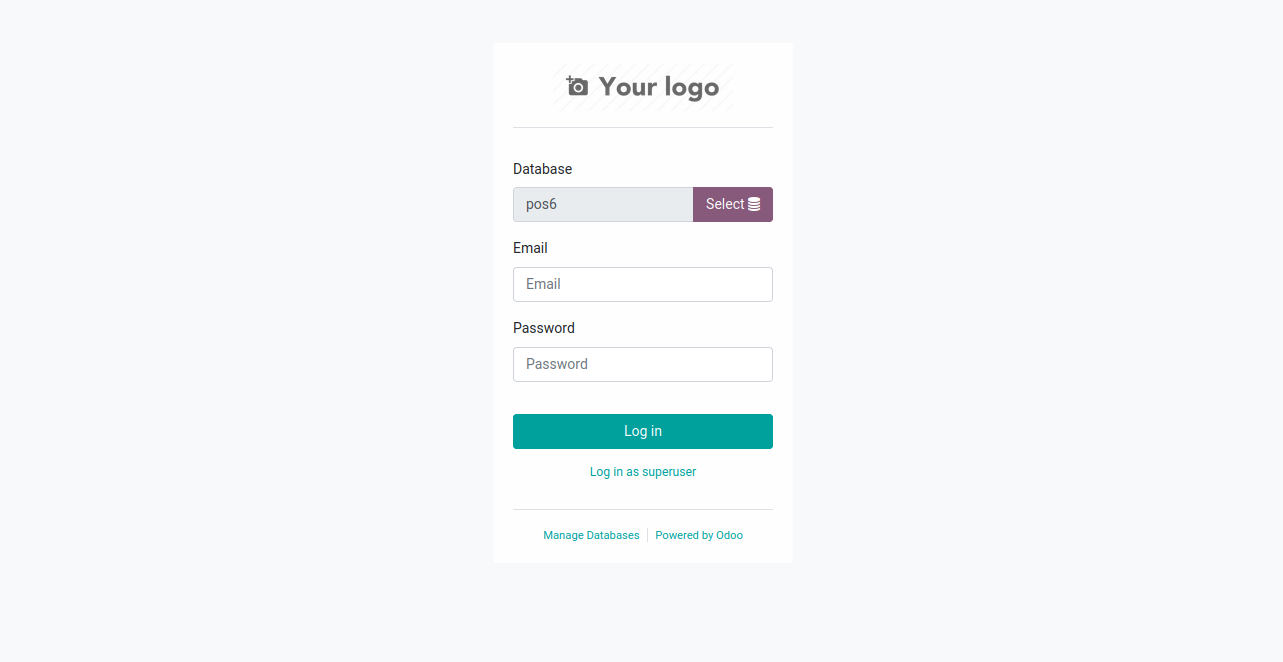 Your logo
Database
pos6 Select
Email
Email
Password
Password
Log in
Log in as superuser
Manage Databases Powered by Odoo